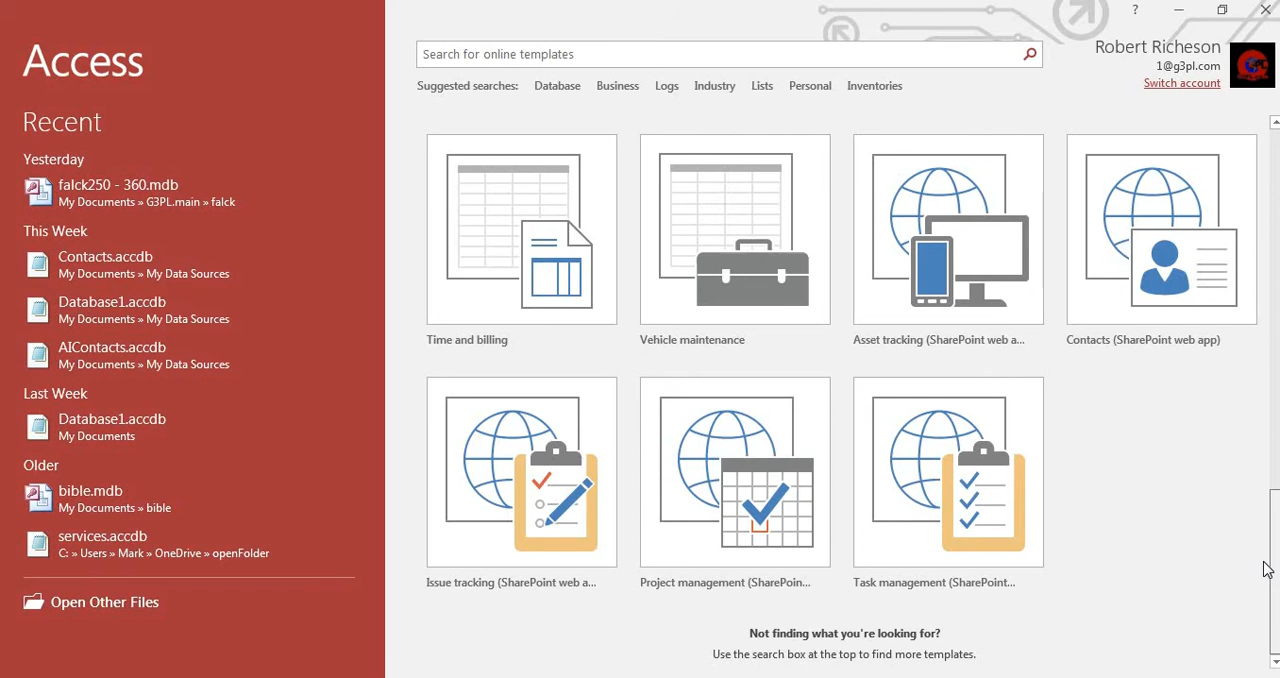 Access
Recent
Yesterday
falck250 - 360.mdb
My Documents » G3PL.main » falck
This Week
Contacts.accdb
My Documents » My Data Sources
Database1.accdb
My Documents » My Data Sources
AIContacts.accdb
My Documents » My Data Sources
Last Week
Database1.accdb
My Documents
Older
bible.mdb
My Documents » bible
services.accdb
C: » Users » Mark » OneDrive » openFolder
Open Other Files
?
Search for online templates
Robert Richeson
1@g3pl.com
Switch account
Suggested searches: Database Business Logs Industry Lists Personal Inventories
Time and billing
Vehicle maintenance
Asset tracking (SharePoint web a...
Contacts (SharePoint web app)
Issue tracking (SharePoint web a...
Project management (SharePoin...
Task management (SharePoint...
Not finding what you're looking for?
Use the search box at the top to find more templates.